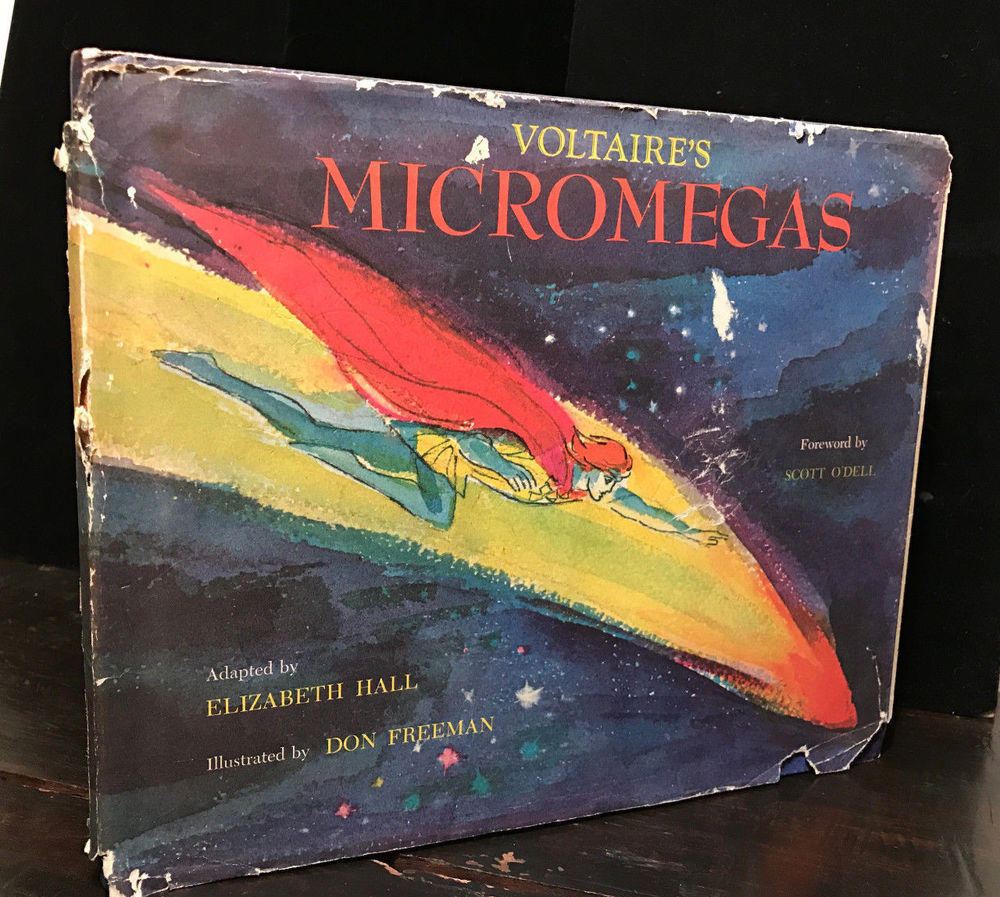 VOLTAIRE'S
MICROMEGAS
Foreword by
SCOTT O'DELL
Adapted by
ELIZABETH HALL
Illustrated by DON FREEMAN